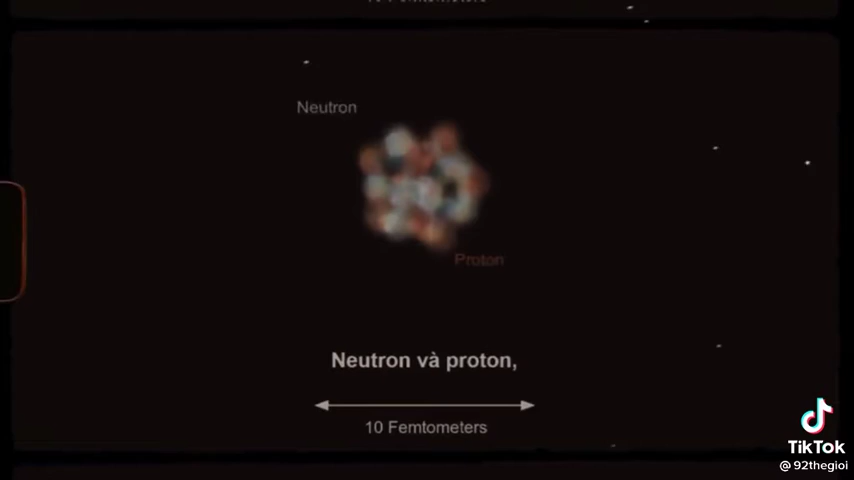 Neutron
Proton
Neutron và proton,
10 Femtometers
TikTok
@92thegioi